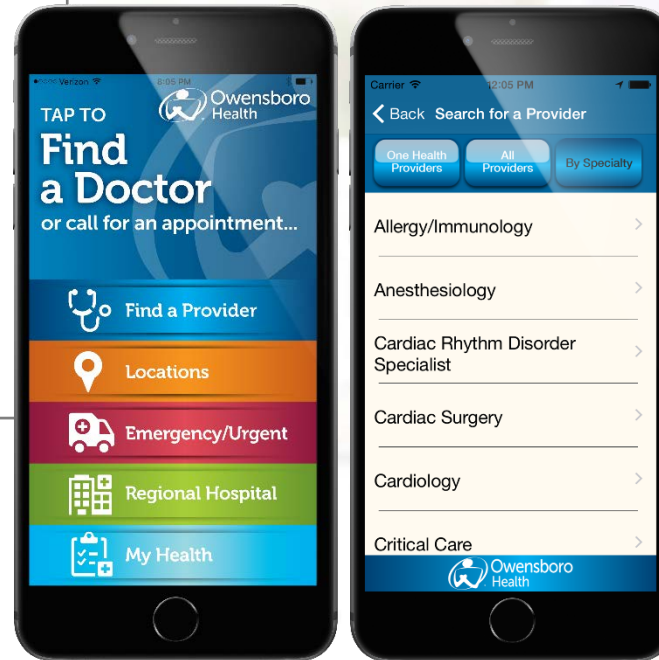 Verizon
8:05 PM
Owensboro
Health
TAP TO
Find
a Doctor
or call for an appointment...
Find a Provider
Locations
Emergency/Urgent
Regional Hospital
My Health
Carrier
12:05 PM
Back Search for a Provider
One Health
Providers
All
Providers
By Specialty
Allergy/Immunology
Anesthesiology
Cardiac Rhythm Disorder
Specialist
Cardiac Surgery
Cardiology
Critical Care
Owensboro
Health